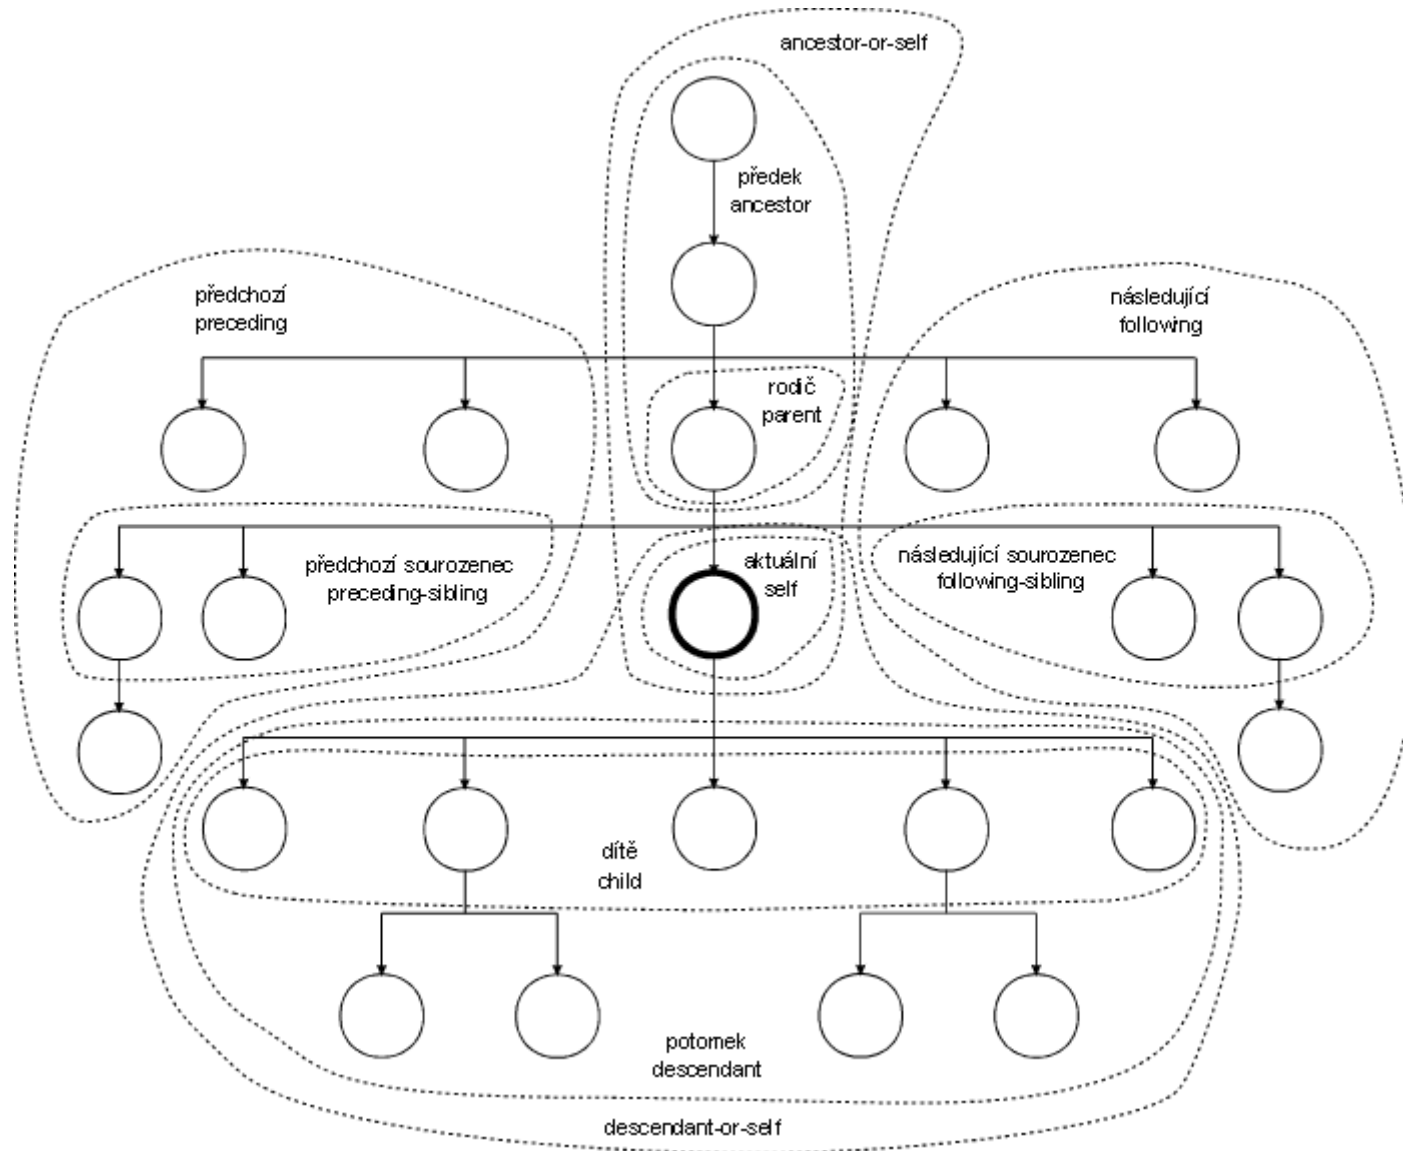 ancestor-or-self
předek
ancestor
předchozí
preceding
následující
following
rodič
parent
předchozí sourozenec
preceding-sibling
aktuální
self
následující sourozenec
following-sibling
dítě
child
potomek
descendant
descendant-or-self